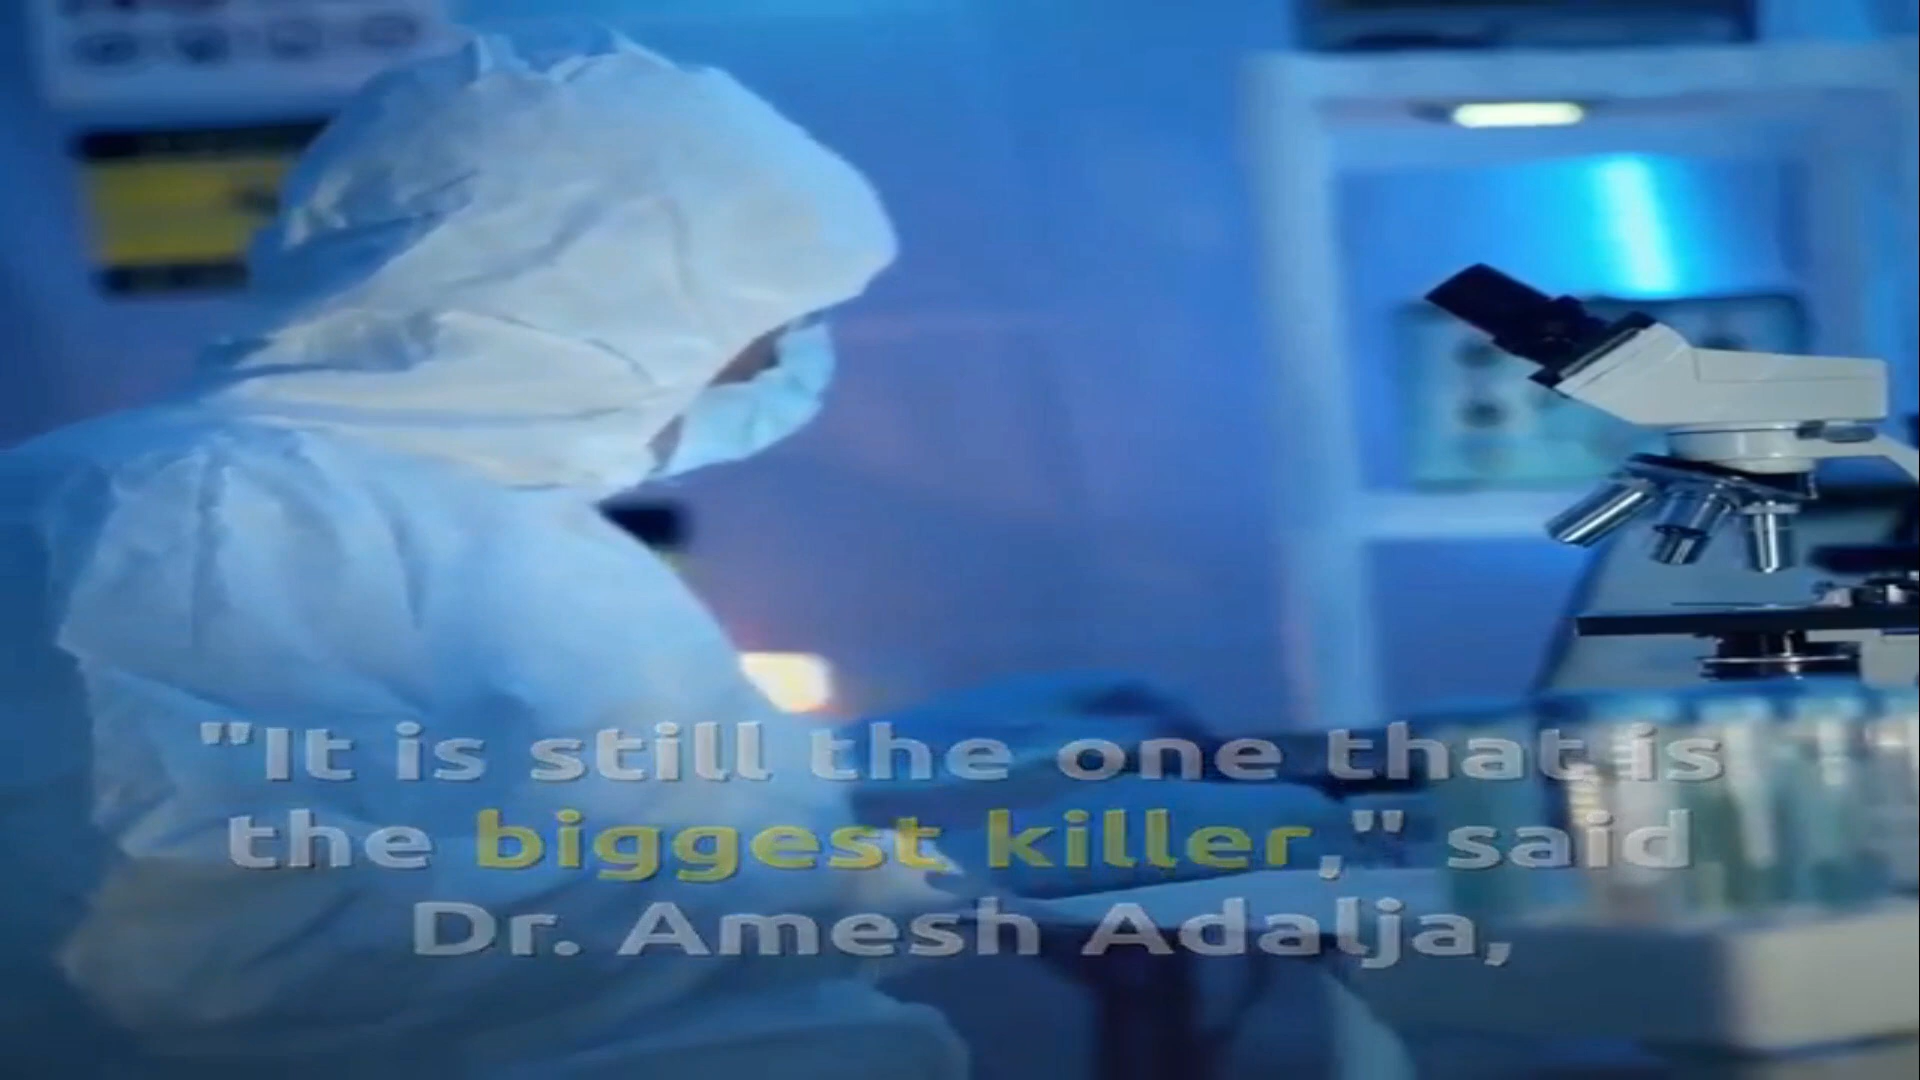 "It is still the one that is
the biggest killer," said
Dr. Amesh Adalja,